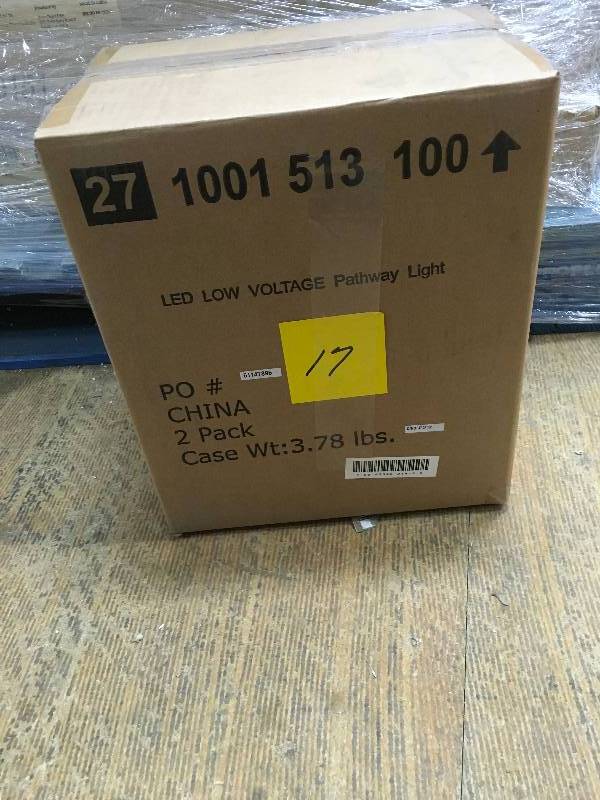 27 1001 513 100
LED LOW VOLTAGE Pathway Light
17
PO #
CHINA
2 Pack
Case Wt:3.78 lbs.